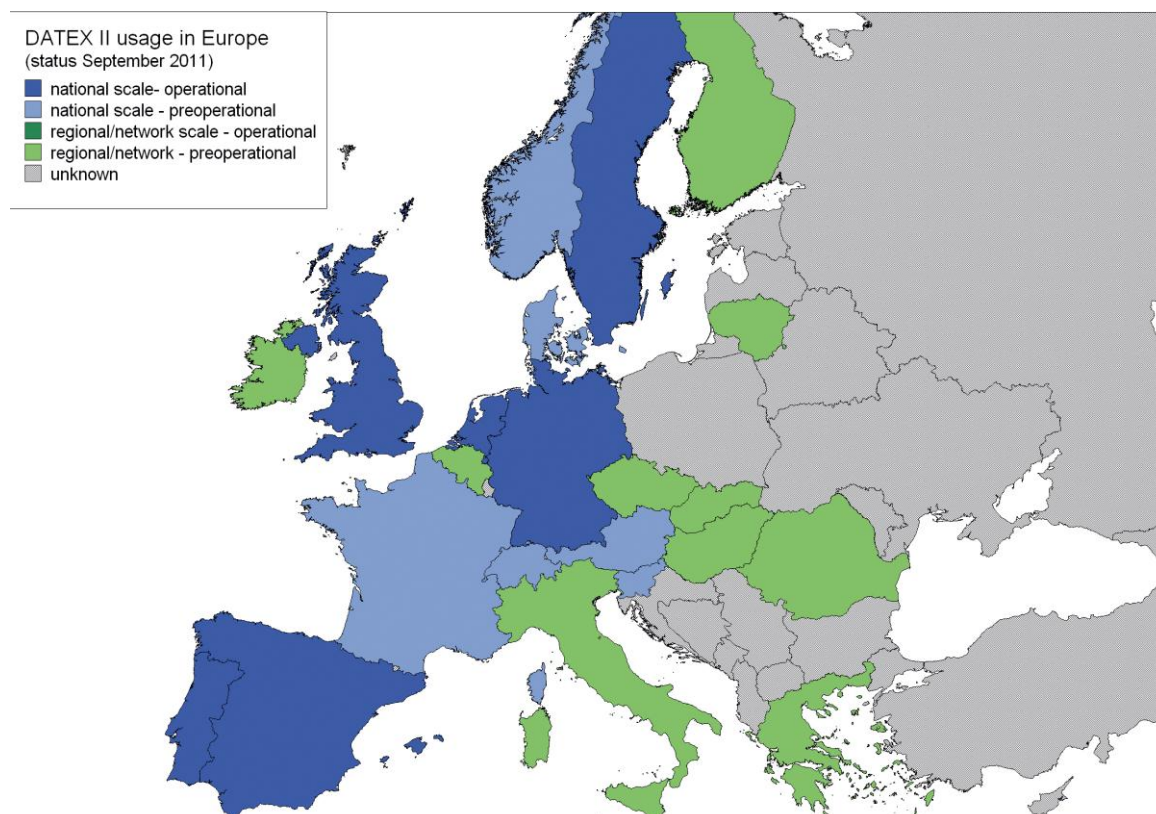 DATEX II usage in Europe
(status September 2011)
national scale- operational
national scale - preoperational
regional/network scale - operational
regional/network - preoperational
unknown